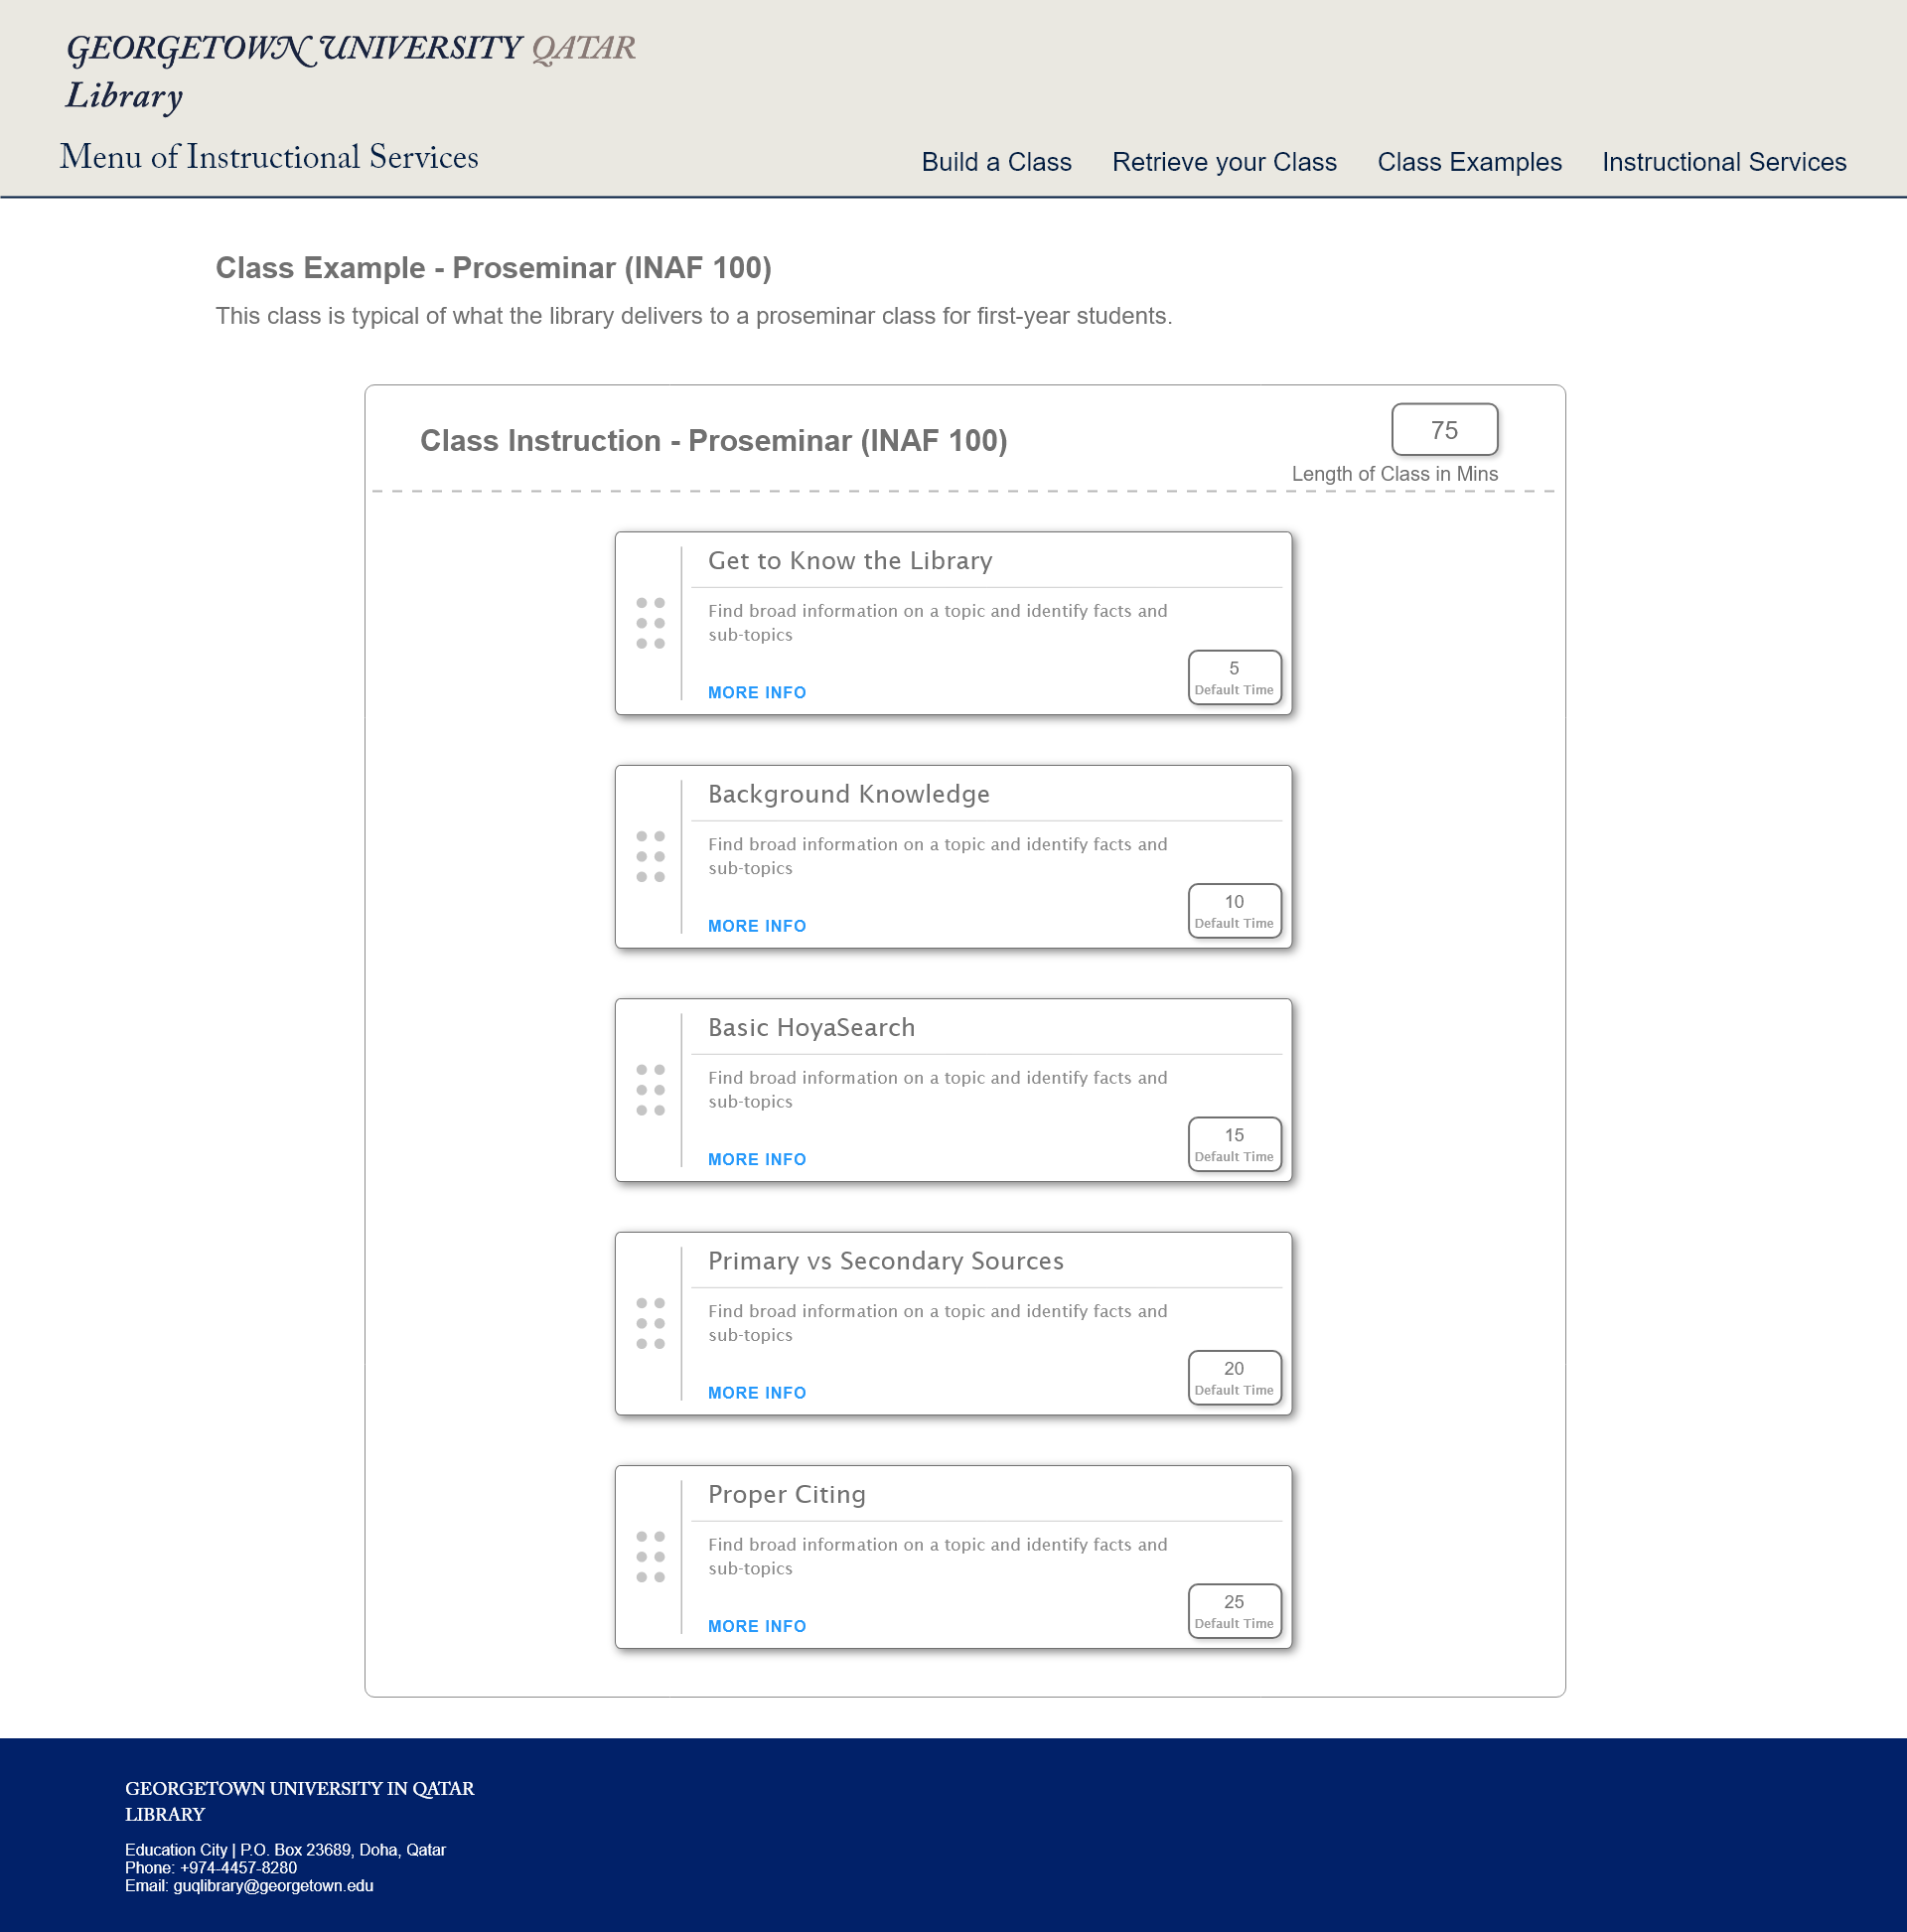 GEORGETOWN UNIVERSITY QATAR
Library
Menu of Instructional Services
Build a Class Retrieve your Class Class Examples Instructional Services
Class Example - Proseminar (INAF 100)
This class is typical of what the library delivers to a proseminar class for first-year students.
75
Class Instruction - Proseminar (INAF 100)
Length of Class in Mins
Get to Know the Library
Find broad information on a topic and identify facts and
sub-topics
5
Default Time
MORE INFO
Background Knowledge
Find broad information on a topic and identify facts and
sub-topics
10
Default Time
MORE INFO
Basic HoyaSearch
Find broad information on a topic and identify facts and
sub-topics
15
Default Time
MORE INFO
Primary vs Secondary Sources
Find broad information on a topic and identify facts and
sub-topics
20
Default Time
MORE INFO
Proper Citing
Find broad information on a topic and identify facts and
sub-topics
25
Default Time
MORE INFO
GEORGETOWN UNIVERSITY IN QATAR
LIBRARY
Education City | P.O. Box 23689, Doha, Qatar
Phone: +974-4457-8280
Email: guqlibrary@georgetown.edu